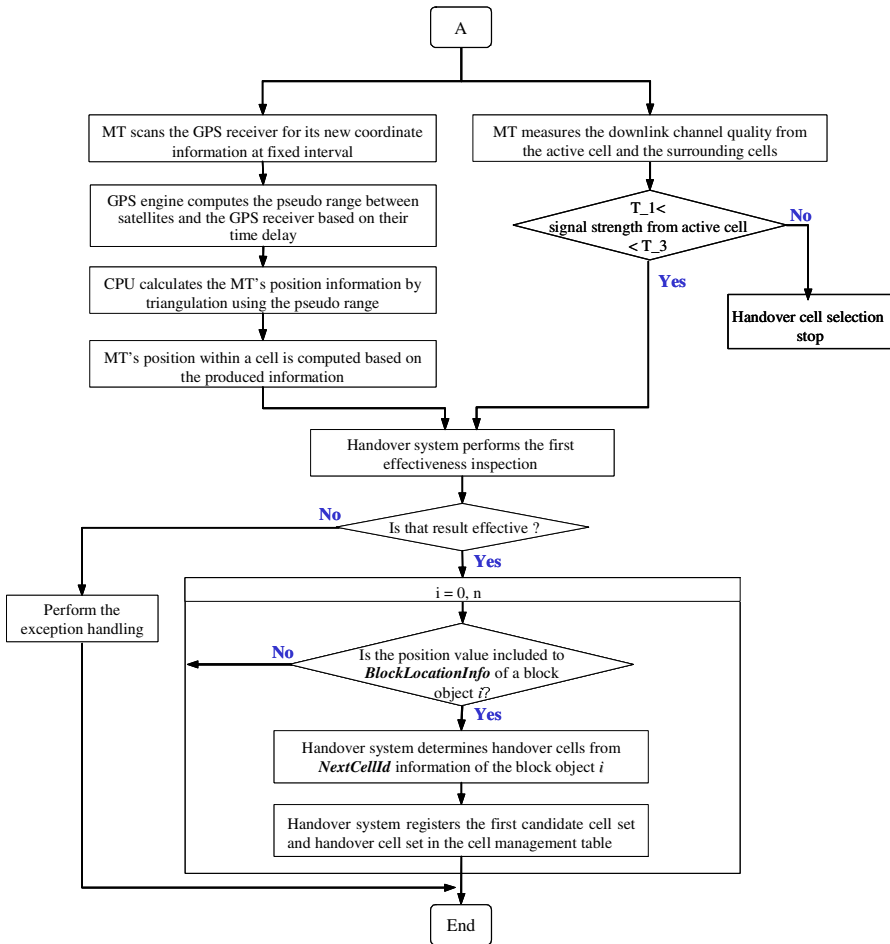 A
MT scans the GPS receiver for its new coordinate
information at fixed interval
MT measures the downlink channel quality from
the active cell and the surrounding cells
GPS engine computes the pseudo range between
satellites and the GPS receiver based on their
time delay
T_1<
signal strength from active cell
< T_3
No
Yes
CPU calculates the MT's position information by
triangulation using the pseudo range
Handover cell selection
stop
MT's position within a cell is computed based on
the produced information
Handover system performs the first
effectiveness inspection
Is that result effective ?
No
Yes
Perform the
exception handling
i = 0, n
Is the position value included to
BlockLocationInfo of a block
object i?
No
Yes
Handover system determines handover cells from
NextCellId information of the block object i
Handover system registers the first candidate cell set
and handover cell set in the cell management table
End